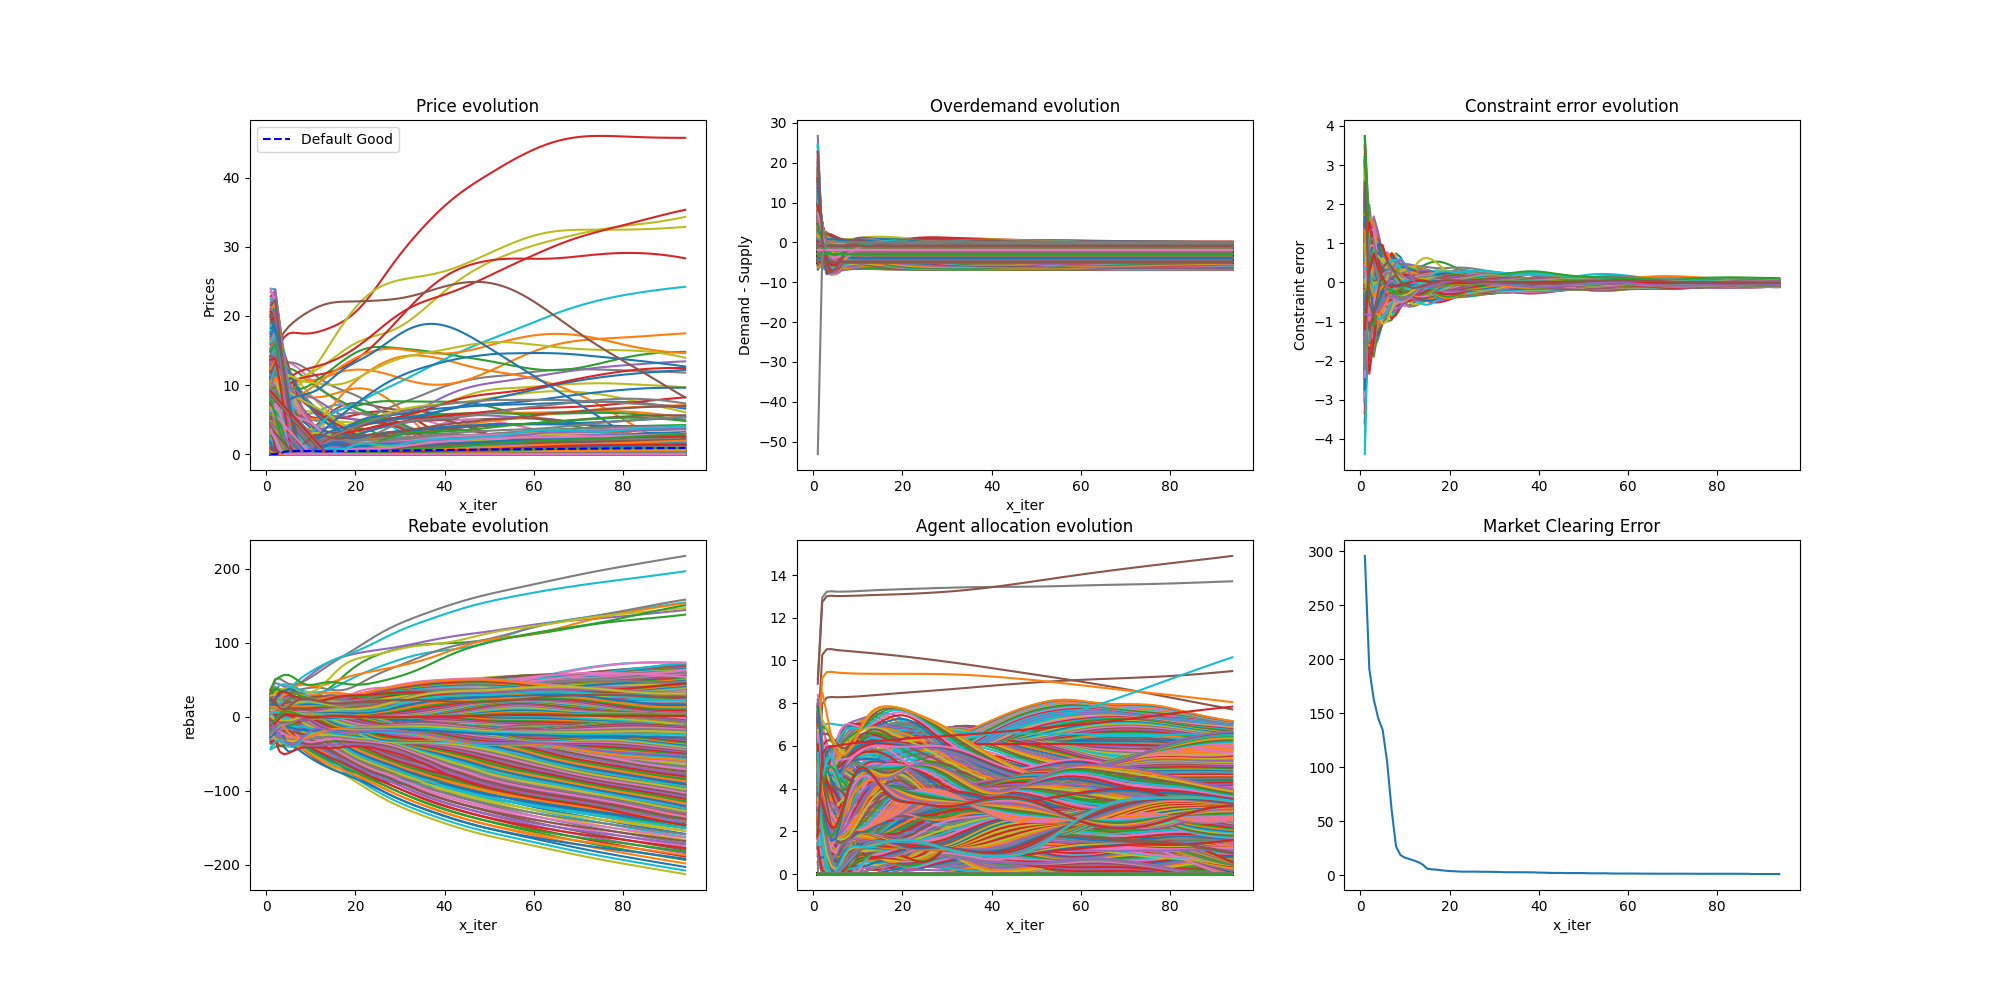 Price evolution
Default Good
Prices
40
30
20
10
0
0 20 40 60 80
x_iter
Overdemand evolution
Demand - Supply
30
20
10
0
−10
−20
−30
−40
−50
0 20 40 60 80
x_iter
Constraint error evolution
Constraint error
4
3
2
1
0
−1
−2
−3
−4
0 20 40 60 80
Rebate evolution
rebate
200
100
0
−100
−200
0 20 40 60 80
x_iter
Agent allocation evolution
14
12
10
8
6
4
2
0
0 20 40 60 80
x_iter
Market Clearing Error
300
250
200
150
100
50
0
0 20 40 60 80
x_iter